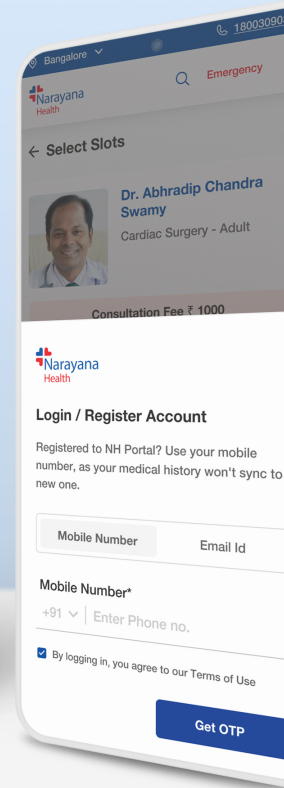 Bangalore
18003090
Narayana
Health
Emergency
← Select Slots
Dr. Abhradip Chandra
Swamy
Cardiac Surgery - Adult
Consultation Fee ₹ 1000
Narayana
Health
Login / Register Account
Registered to NH Portal? Use your mobile
number, as your medical history won't sync to
new one.
Mobile Number
Email Id
Mobile Number*
+91
Enter Phone no.
By logging in, you agree to our Terms of Use
Get OTP